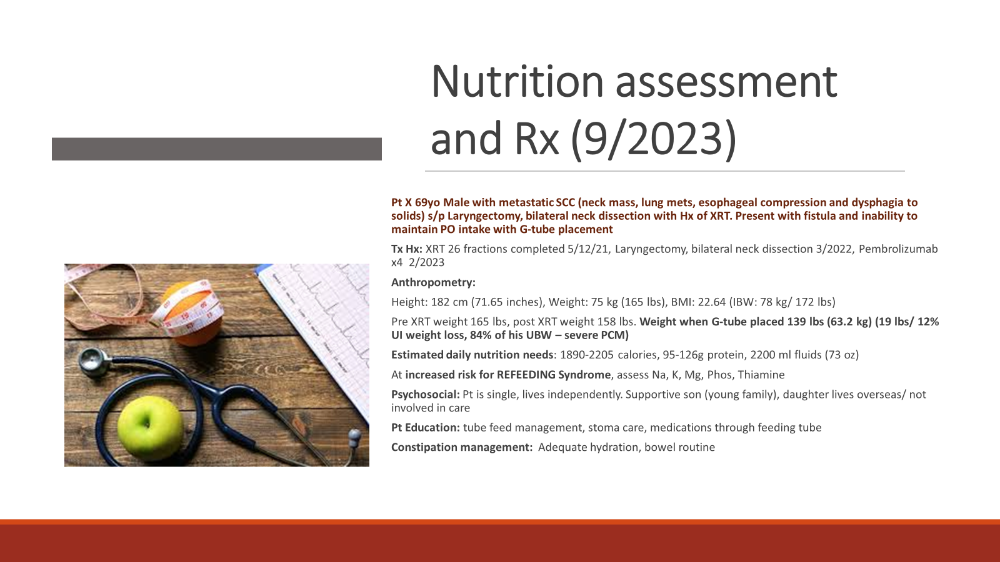 Nutrition assessment
and Rx (9/2023)
Pt X 69yo Male with metastatic SCC (neck mass, lung mets, esophageal compression and dysphagia to
solids) s/p Laryngectomy, bilateral neck dissection with Hx of XRT. Present with fistula and inability to
maintain PO intake with G-tube placement
Tx Hx: XRT 26 fractions completed 5/12/21, Laryngectomy, bilateral neck dissection 3/2022, Pembrolizumab
x4 2/2023
Anthropometry:
Height: 182 cm (71.65 inches), Weight: 75 kg (165 lbs), BMI: 22.64 (IBW: 78 kg/ 172 lbs)
Pre XRT weight 165 lbs, post XRT weight 158 lbs. Weight when G-tube placed 139 lbs (63.2 kg) (19 lbs/ 12%
UI weight loss, 84% of his UBW – severe PCM)
Estimated daily nutrition needs: 1890-2205 calories, 95-126g protein, 2200 ml fluids (73 oz)
At increased risk for REFEEDING Syndrome, assess Na, K, Mg, Phos, Thiamine
Psychosocial: Pt is single, lives independently. Supportive son (young family), daughter lives overseas/ not
involved in care
Pt Education: tube feed management, stoma care, medications through feeding tube
Constipation management: Adequate hydration, bowel routine